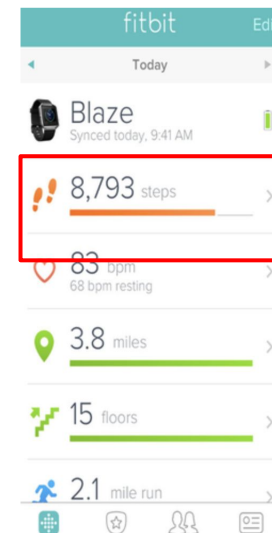 fitbit
Edi
Today
Blaze
Synced today, 9:41 AM
8,793 steps
83 bpm
68 bpm resting
3.8 miles
15 floors
2.1 mile run